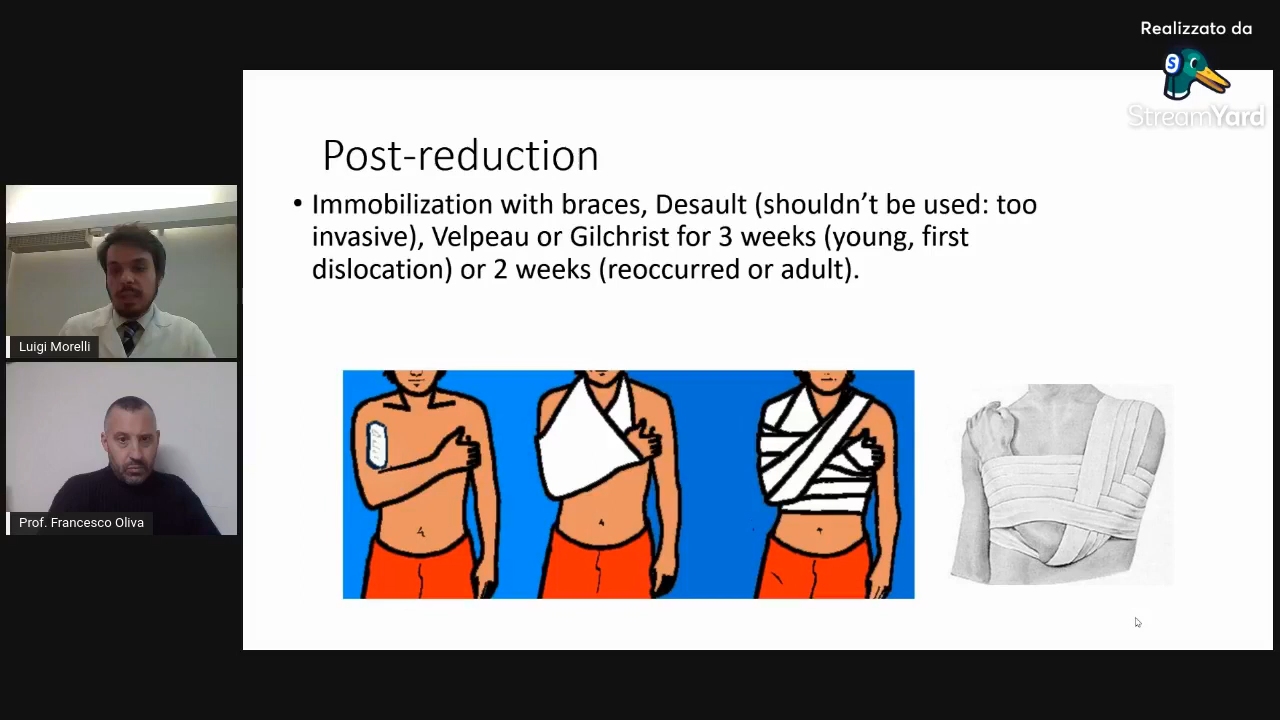 Realizzato da
StreamYard
Post-reduction
• Immobilization with braces, Desault (shouldn't be used: too
invasive), Velpeau or Gilchrist for 3 weeks (young, first
dislocation) or 2 weeks (reoccurred or adult).
Luigi Morelli
Prof. Francesco Oliva